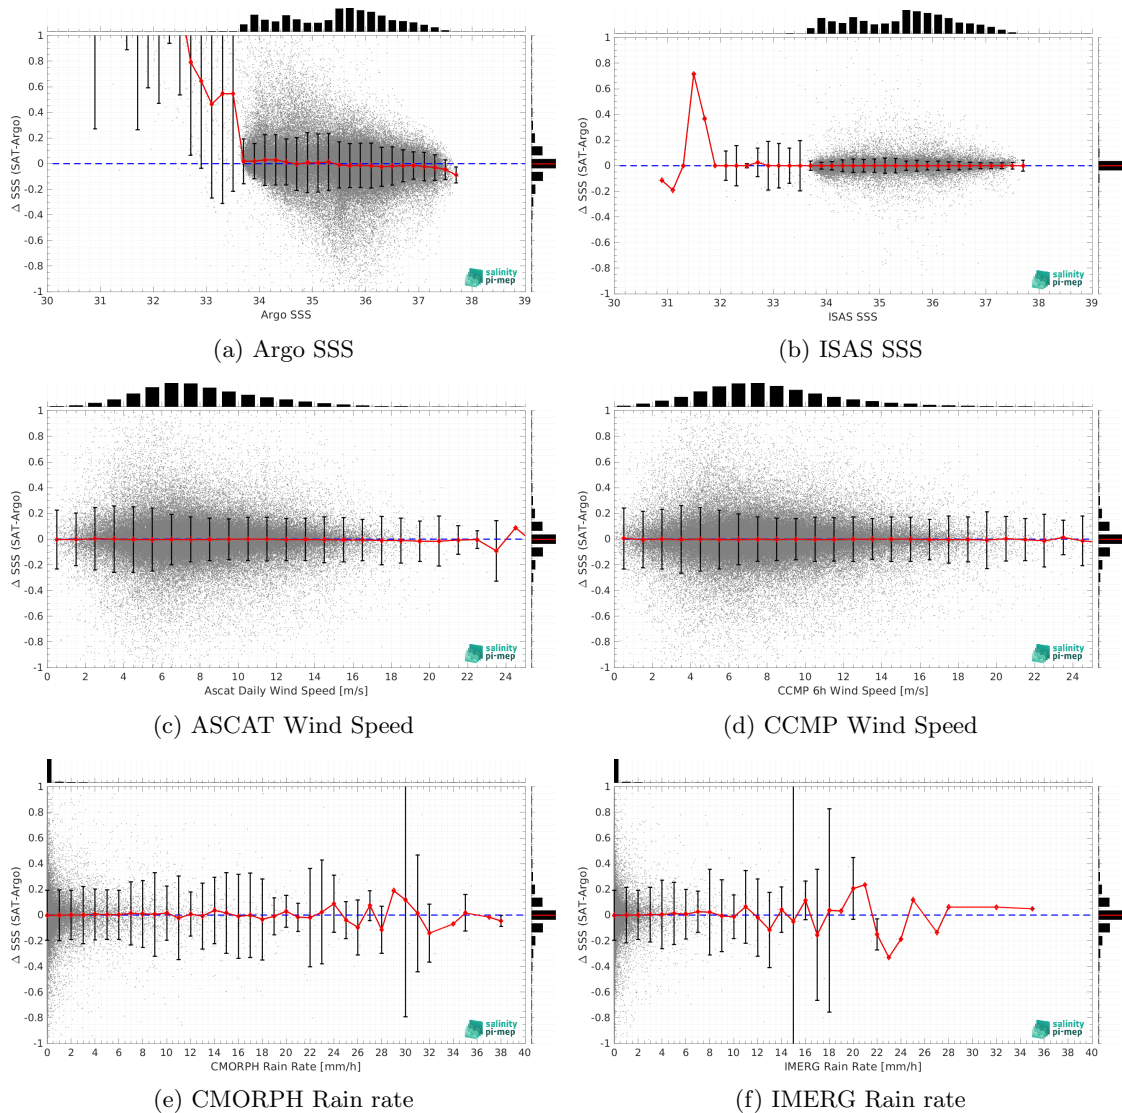 1
0.8
0.6
0.4
0.2
0
-0.2
-0.4
-0.6
-0.8
-1
Δ SSS (SAT-Argo)
30 31 32 33 34 35 36 37 38 39
Argo SSS
salinity
pi-mep
(a) Argo SSS
1
0.8
0.6
0.4
0.2
0
-0.2
-0.4
-0.6
-0.8
-1
Δ SSS (SAT-Argo)
30 31 32 33 34 35 36 37 38 39
ISAS SSS
salinity
pi-mep
(b) ISAS SSS
1
0.8
0.6
0.4
0.2
0
-0.2
-0.4
-0.6
-0.8
-1
Δ SSS (SAT-Argo)
0 2 4 6 8 10 12 14 16 18 20 22 24
Ascat Daily Wind Speed [m/s]
salinity
pi-mep
(c) ASCAT Wind Speed
1
0.8
0.6
0.4
0.2
0
-0.2
-0.4
-0.6
-0.8
-1
Δ SSS (SAT-Argo)
0 2 4 6 8 10 12 14 16 18 20 22 24
CCMP 6h Wind Speed [m/s]
salinity
pi-mep
(d) CCMP Wind Speed
1
0.8
0.6
0.4
0.2
0
-0.2
-0.4
-0.6
-0.8
-1
Δ SSS (SAT-Argo)
0 2 4 6 8 10 12 14 16 18 20 22 24 26 28 30 32 34 36 38 40
CMORPH Rain Rate [mm/h]
salinity
pi-mep
(e) CMORPH Rain rate
1
0.8
0.6
0.4
0.2
0
-0.2
-0.4
-0.6
-0.8
-1
Δ SSS (SAT-Argo)
0 2 4 6 8 10 12 14 16 18 20 22 24 26 28 30 32 34 36 38 40
IMERG Rain Rate [mm/h]
salinity
pi-mep
(f) IMERG Rain rate